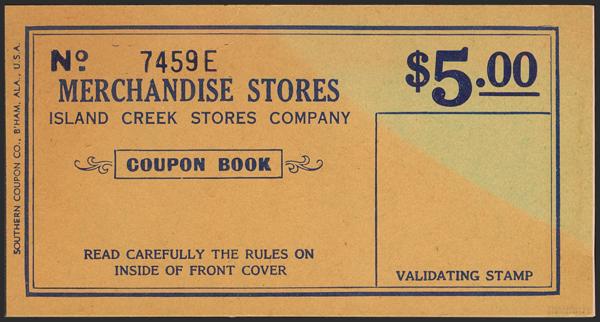 SOUTHERN COUPON CO., B'HAM, ALA., U.S.A.
Nº 7459E
$5.00
MERCHANDISE STORES
ISLAND CREEK STORES COMPANY
COUPON BOOK
READ CAREFULLY THE RULES ON
INSIDE OF FRONT COVER
VALIDATING STAMP